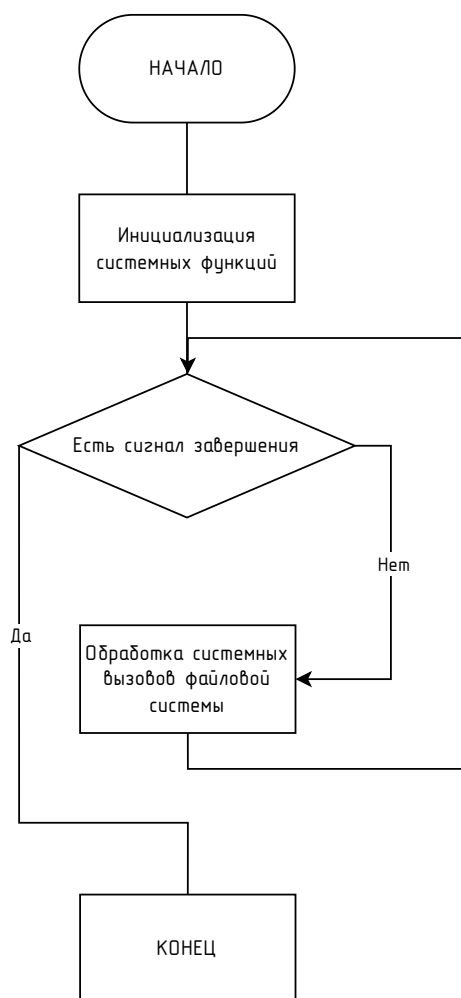 НАЧАЛО
Инициализация
системных функций
Есть сигнал завершения
Нет
Да
Обработка системных
вызовов файловой
системы
КОНЕЦ